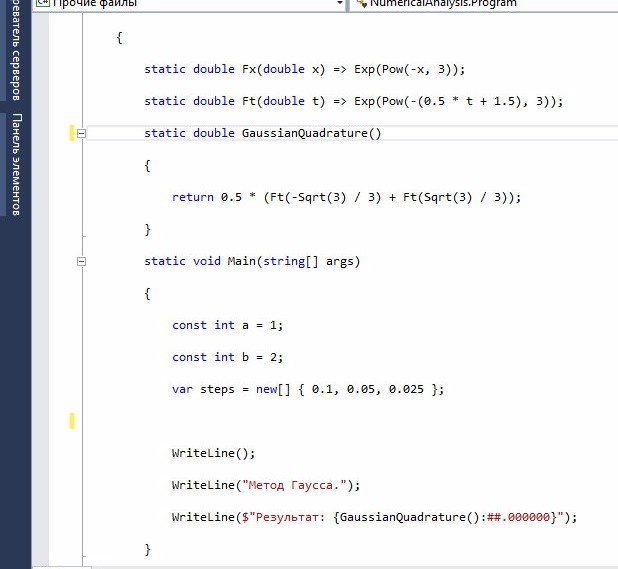 Прочие файлы
NumericalAnalysis.Program
серверов
Панель элементов
{
static double Fx(double x) => Exp(Pow(-x, 3));
static double Ft(double t) => Exp(Pow(-(0.5 * t + 1.5), 3));
static double GaussianQuadrature()
{
return 0.5 * (Ft(-Sqrt(3) / 3) + Ft(Sqrt(3) / 3));
}
static void Main(string[] args)
{
const int a = 1;
const int b = 2;
var steps = new[] { 0.1, 0.05, 0.025 };
WriteLine();
WriteLine("Метод Гаусса.");
WriteLine($"Результат: {GaussianQuadrature():##.000000}");
}